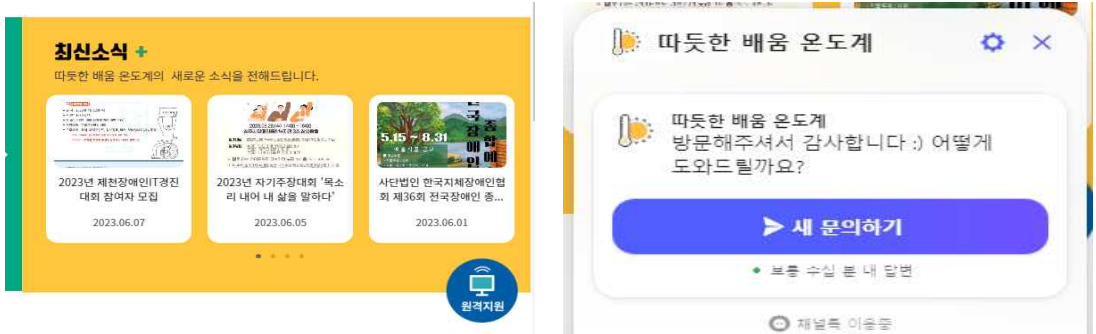 최신소식 +
따듯한 배움 온도계의 새로운 소식을 전해드립니다.
2023년 제천장애인IT경진
대회 참여자 모집
2023.06.07
2023년 자기주장대회 '목소
리 내어 내 삶을 말하다'
2023.06.05
5.15 ~ 8.31
사단법인 한국지체장애인협
회 제36회 전국장애인 종...
2023.06.01
원격지원
따듯한 배움 온도계
따듯한 배움 온도계
방문해주셔서 감사합니다 :) 어떻게
도와드릴까요?
새 문의하기
보통 수십 분 내 답변
채널톡 이용중